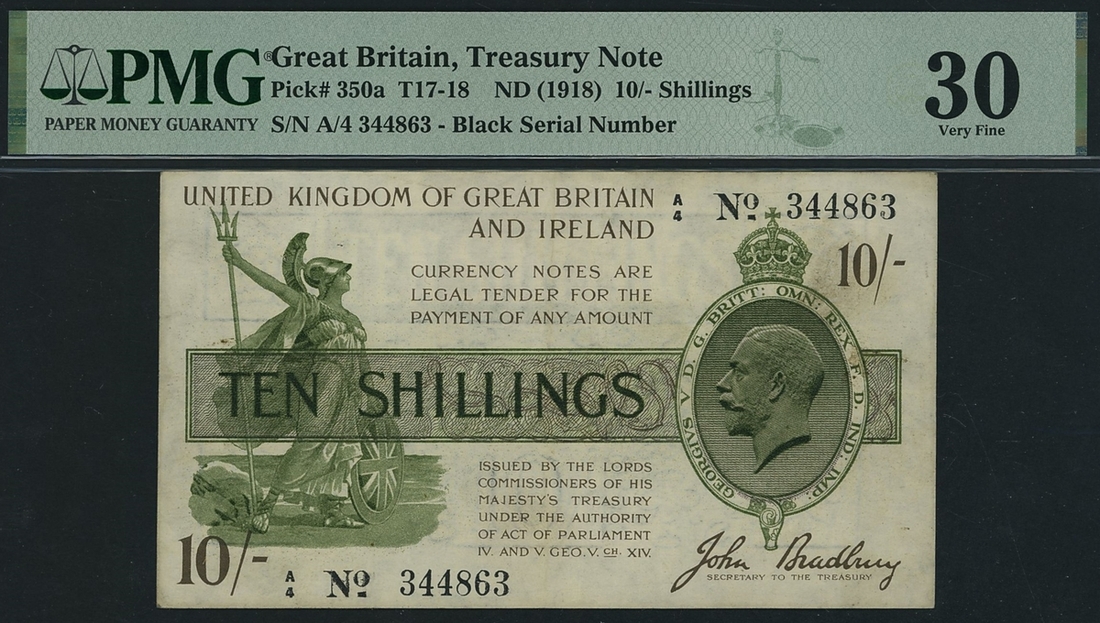 PMG®
PAPER MONEY GUARANTY
Great Britain, Treasury Note
Pick# 350a T17-18 ND (1918) 10/- Shillings
S/N A/4 344863 - Black Serial Number
30
Very Fine
UNITED KINGDOM OF GREAT BRITAIN
AND IRELAND
A/4 No 344863
10/-
CURRENCY NOTES ARE
LEGAL TENDER FOR THE
PAYMENT OF ANY AMOUNT
GEORGIVS V D. G. BRITT: OMN: REX F. D. IND: IMP:
TEN SHILLINGS
ISSUED BY THE LORDS
COMMISSIONERS OF HIS
MAJESTY'S TREASURY
UNDER THE AUTHORITY
OF ACT OF PARLIAMENT
IV. AND V. GEO. V. CH. XIV.
10/-
A/4 No 344863
John Bradbury
SECRETARY TO THE TREASURY